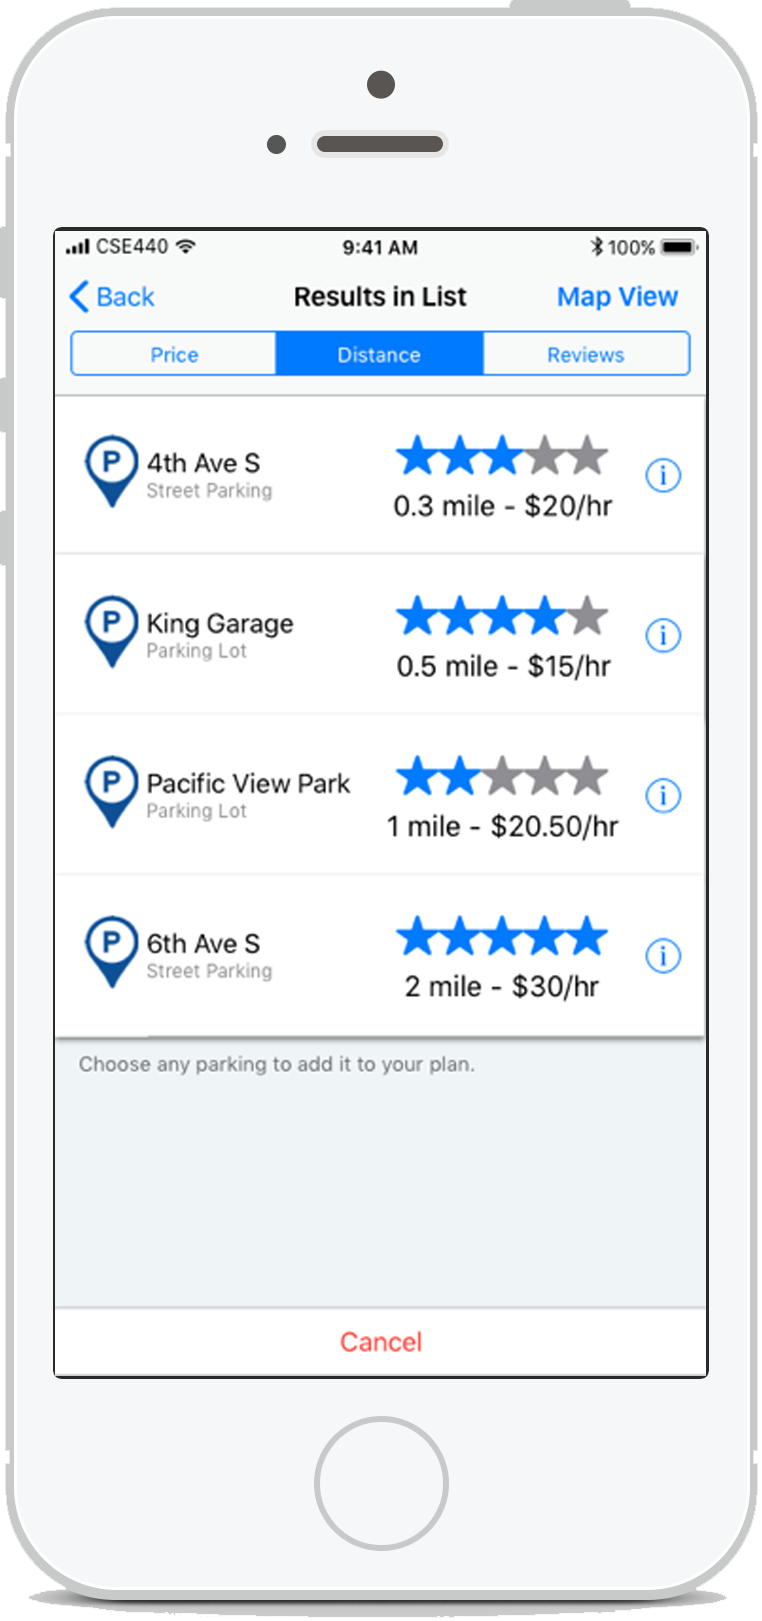 CSE440 9:41 AM 100%
Back Results in List Map View
Price Distance Reviews
P 4th Ave S
Street Parking
0.3 mile - $20/hr
i
P King Garage
Parking Lot
0.5 mile - $15/hr
i
P Pacific View Park
Parking Lot
1 mile - $20.50/hr
i
P 6th Ave S
Street Parking
2 mile - $30/hr
i
Choose any parking to add it to your plan.
Cancel